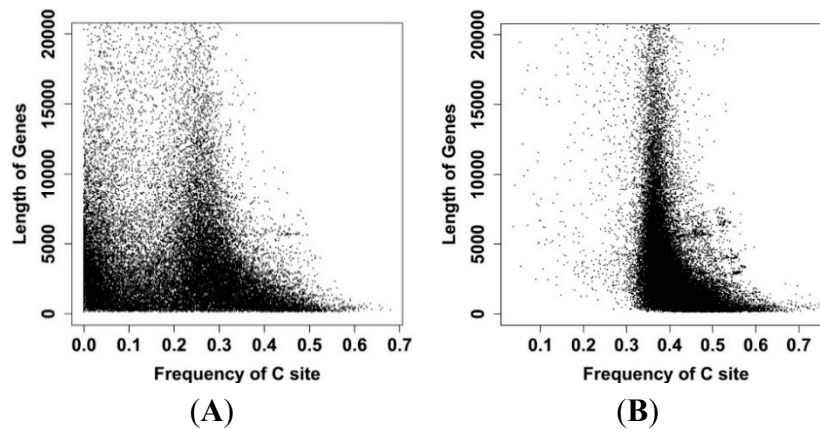 20000
15000
10000
5000
0
Length of Genes
0.0 0.1 0.2 0.3 0.4 0.5 0.6 0.7
Frequency of C site
(A)
20000
15000
10000
5000
0
Length of Genes
0.1 0.2 0.3 0.4 0.5 0.6 0.7
Frequency of C site
(B)